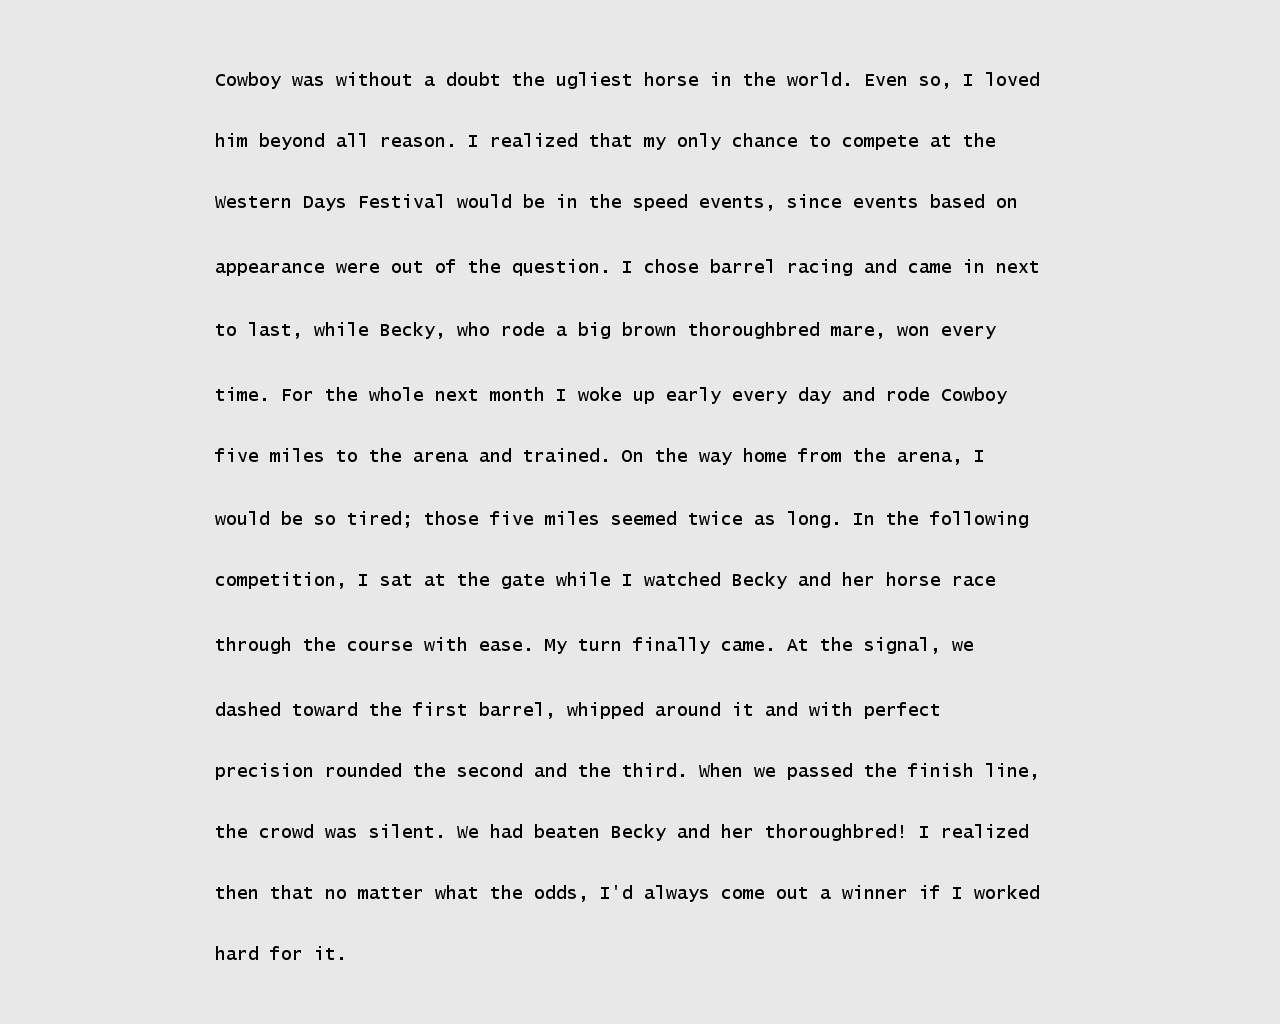 Cowboy was without a doubt the ugliest horse in the world. Even so, I loved
him beyond all reason. I realized that my only chance to compete at the
Western Days Festival would be in the speed events, since events based on
appearance were out of the question. I chose barrel racing and came in next
to last, while Becky, who rode a big brown thoroughbred mare, won every
time. For the whole next month I woke up early every day and rode Cowboy
five miles to the arena and trained. On the way home from the arena, I
would be so tired; those five miles seemed twice as long. In the following
competition, I sat at the gate while I watched Becky and her horse race
through the course with ease. My turn finally came. At the signal, we
dashed toward the first barrel, whipped around it and with perfect
precision rounded the second and the third. When we passed the finish line,
the crowd was silent. We had beaten Becky and her thoroughbred! I realized
then that no matter what the odds, I'd always come out a winner if I worked
hard for it.